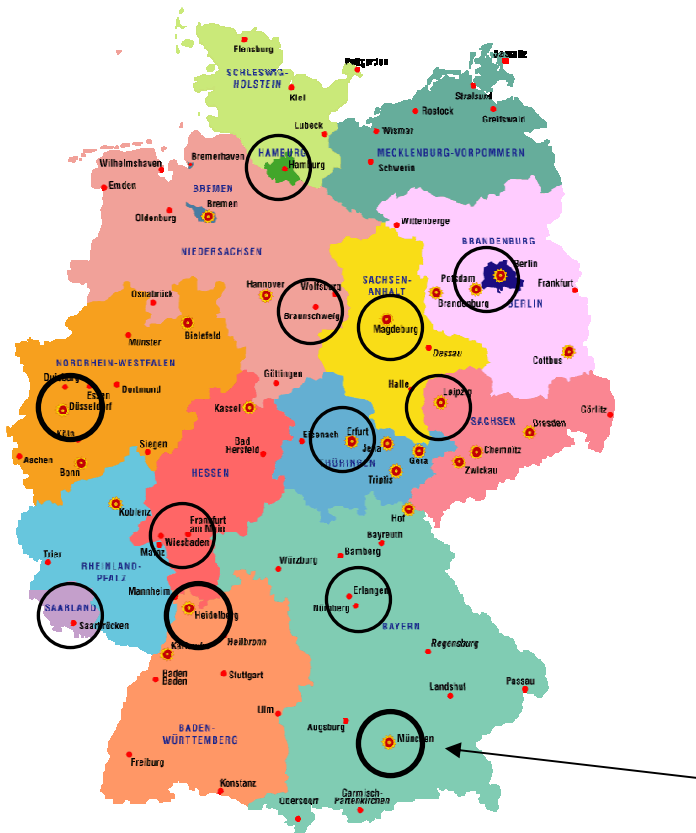 Flensburg
SCHLESWIG-
HOLSTEIN
Kiel
Puttgarden
Sassnitz
Stralsund
Greifswald
Rostock
Wismar
Lubeck
HAMBURG
Hamburg
MECKLENBURG-VORPOMMERN
Schwerin
Bremerhaven
Wilhelmshaven
Emden
BREMEN
Bremen
Oldenburg
NIEDERSACHSEN
Wittenberge
BRANDENBURG
Berlin
Potsdam
Brandenburg
BERLIN
Frankfurt
Cottbus
SACHSEN-
ANHALT
Magdeburg
Dessau
Halle
Hannover
Wolfsburg
Braunschweig
Osnabrück
Bielefeld
Münster
NORDRHEIN-WESTFALEN
Duisburg
Essen
Dortmund
Düsseldorf
Köln
Aachen
Bonn
Siegen
Göttingen
Kassel
Bad
Hersfeld
HESSEN
Eisenach
Erfurt
Jena
Gera
THÜRINGEN
Triptis
Leipzig
SACHSEN
Dresden
Görlitz
Chemnitz
Zwickau
Hof
Koblenz
Frankfurt
am Main
Wiesbaden
Mainz
Trier
RHEINLAND-
PFALZ
Mannheim
SAARLAND
Saarbrücken
Heidelberg
Karlsruhe
Heilbronn
Baden
Baden
Stuttgart
Ulm
BADEN-
WÜRTTEMBERG
Freiburg
Konstanz
Würzburg
Bamberg
Bayreuth
Erlangen
Nürnberg
BAYERN
Regensburg
Landshut
Passau
Augsburg
München
Garmisch-
Partenkirchen
Oberstdorf